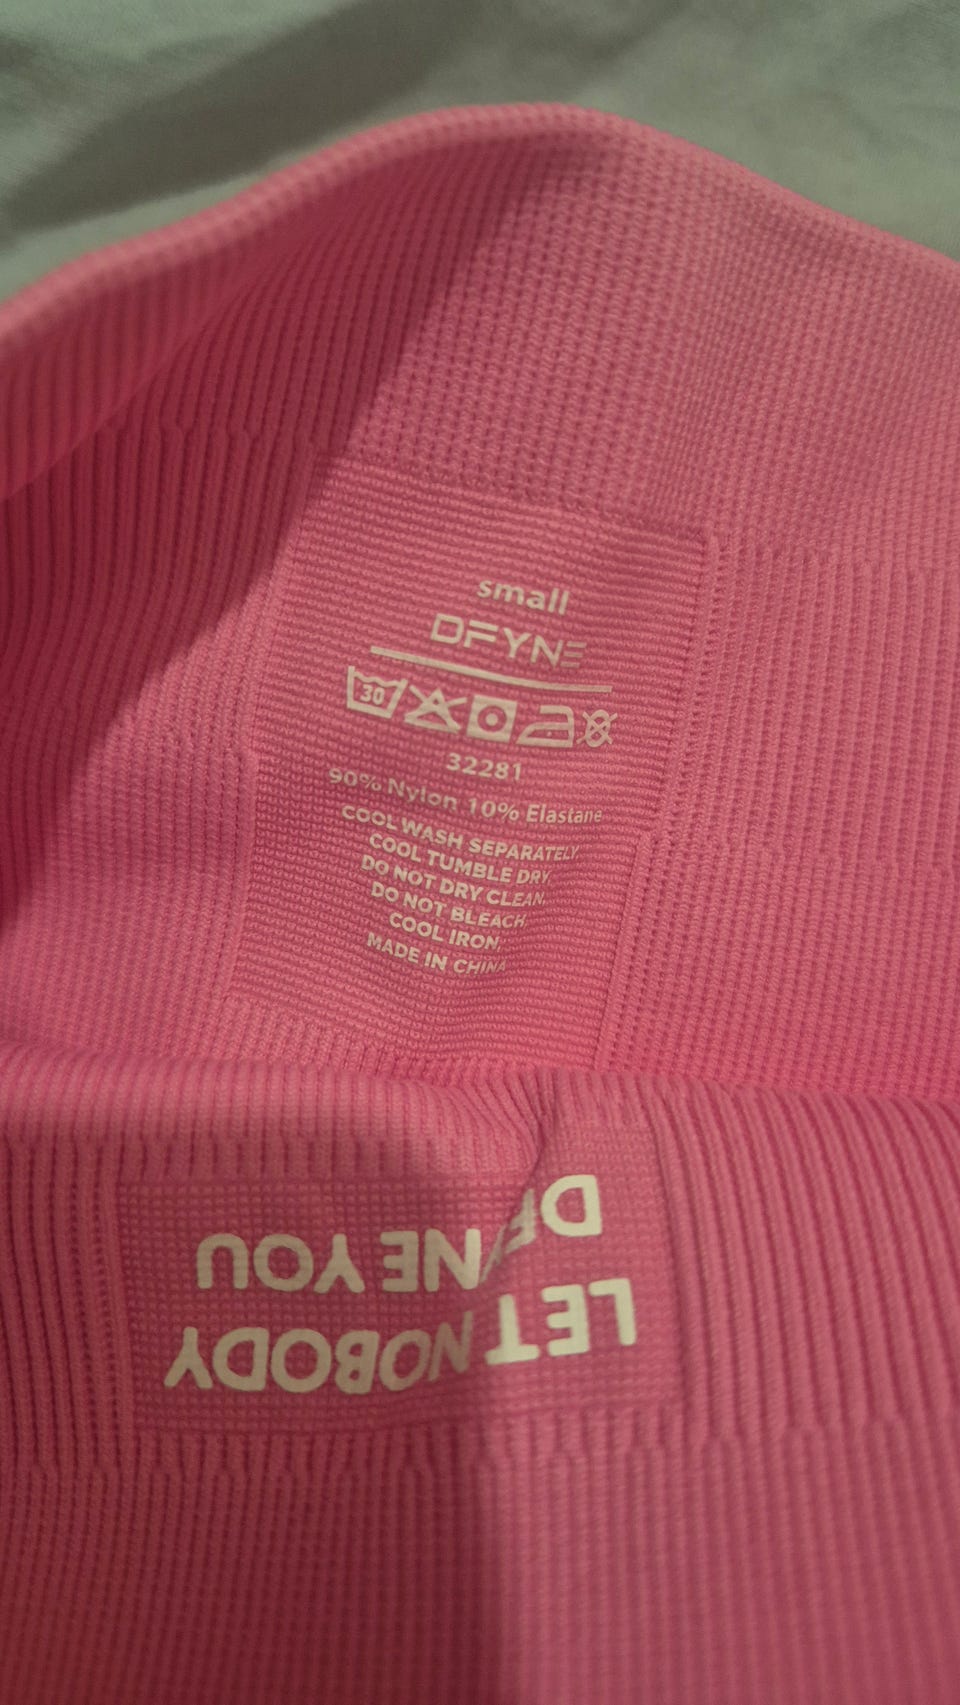 small
DFYNE
30
32281
90% Nylon 10% Elastane
COOL WASH SEPARATELY,
COOL TUMBLE DRY,
DO NOT DRY CLEAN,
DO NOT BLEACH,
COOL IRON,
MADE IN CHINA
LET NOBODY
DFYNE YOU